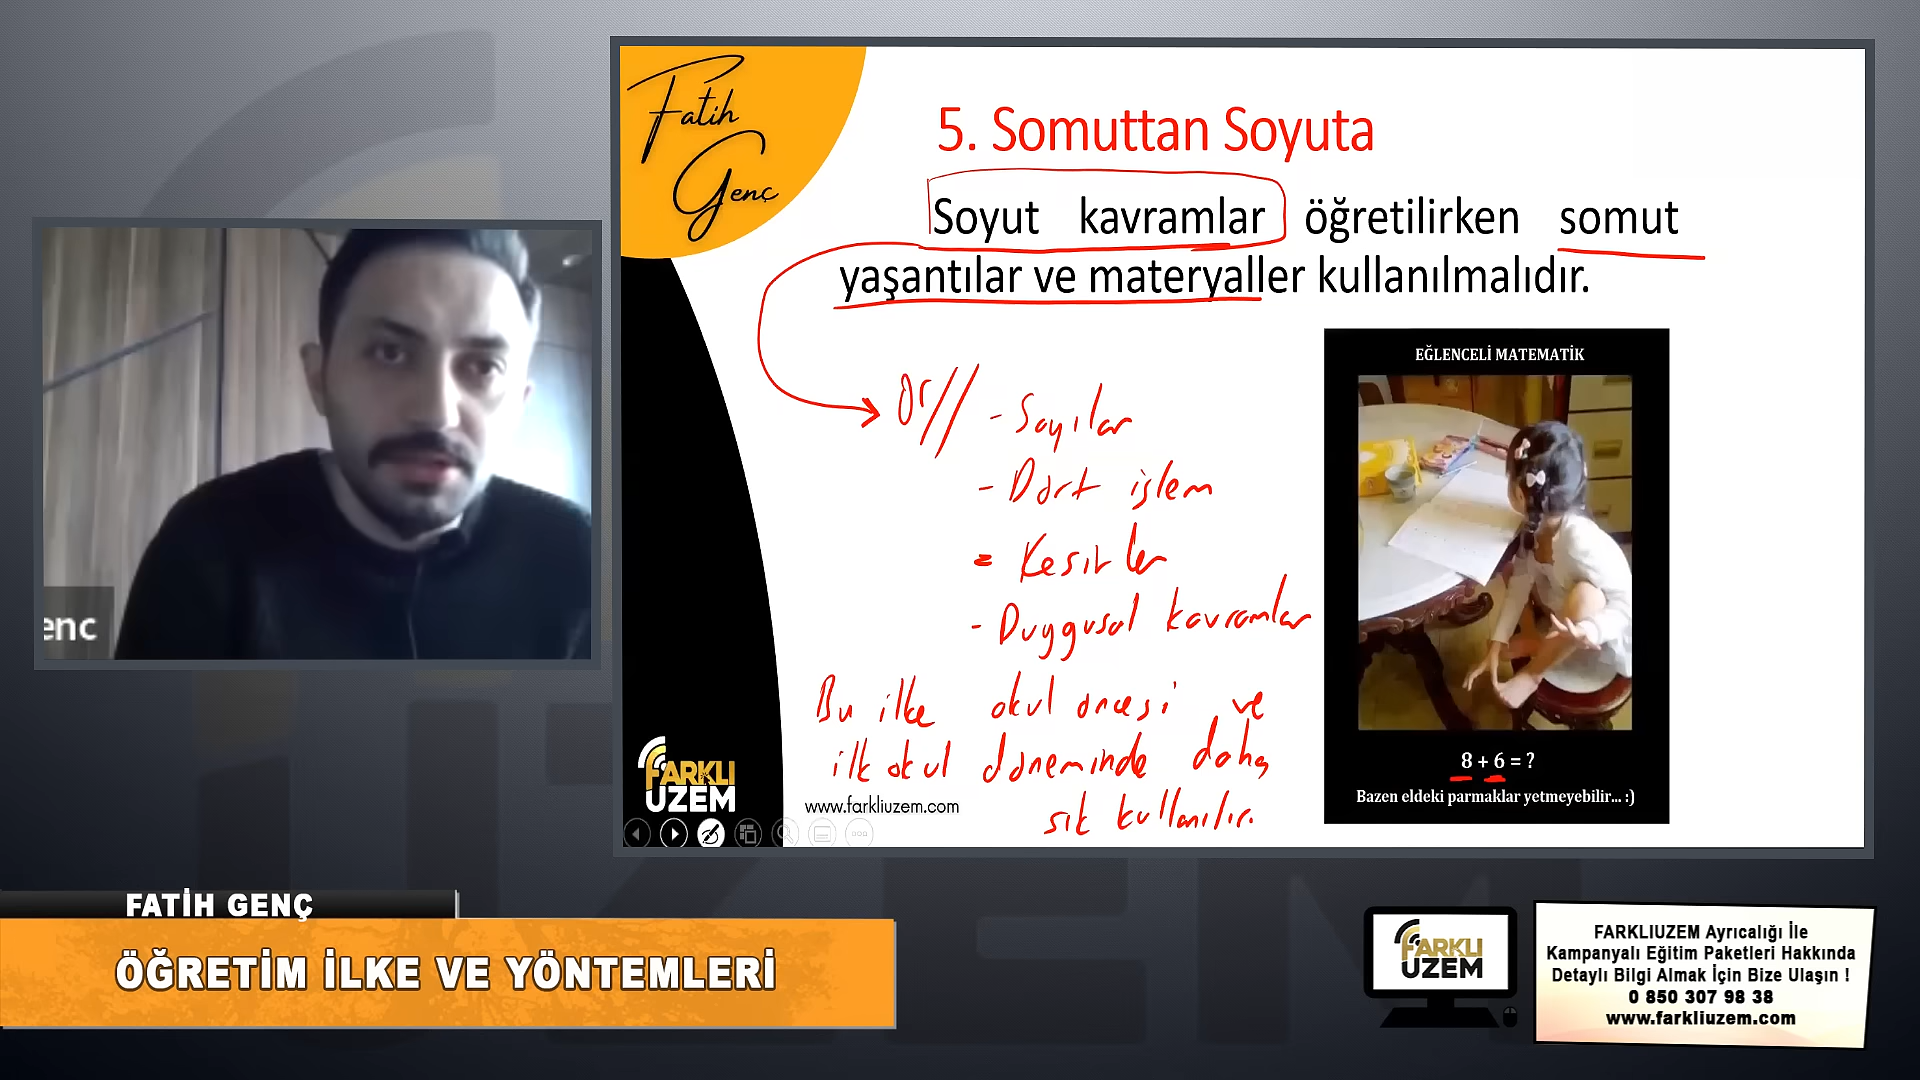 Fatih
Genç
5. Somuttan Soyuta
Soyut kavramlar öğretilirken somut
yaşantılar ve materyaller kullanılmalıdır.
ör// - Sayılar
- Dört işlem
- Kesirler
- Duygusal kavramlar
Bu ilke okul öncesi ve
ilkokul döneminde daha
sık kullanılır.
EĞLENCELİ MATEMATİK
8 + 6 = ?
Bazen eldeki parmaklar yetmeyebilir... :)
FARKLI
UZEM
www.farkliuzem.com
enc
FATİH GENÇ
ÖĞRETİM İLKE VE YÖNTEMLERİ
FARKLI
UZEM
FARKLIUZEM Ayrıcalığı İle
Kampanyalı Eğitim Paketleri Hakkında
Detaylı Bilgi Almak İçin Bize Ulaşın !
0 850 307 98 38
www.farkliuzem.com